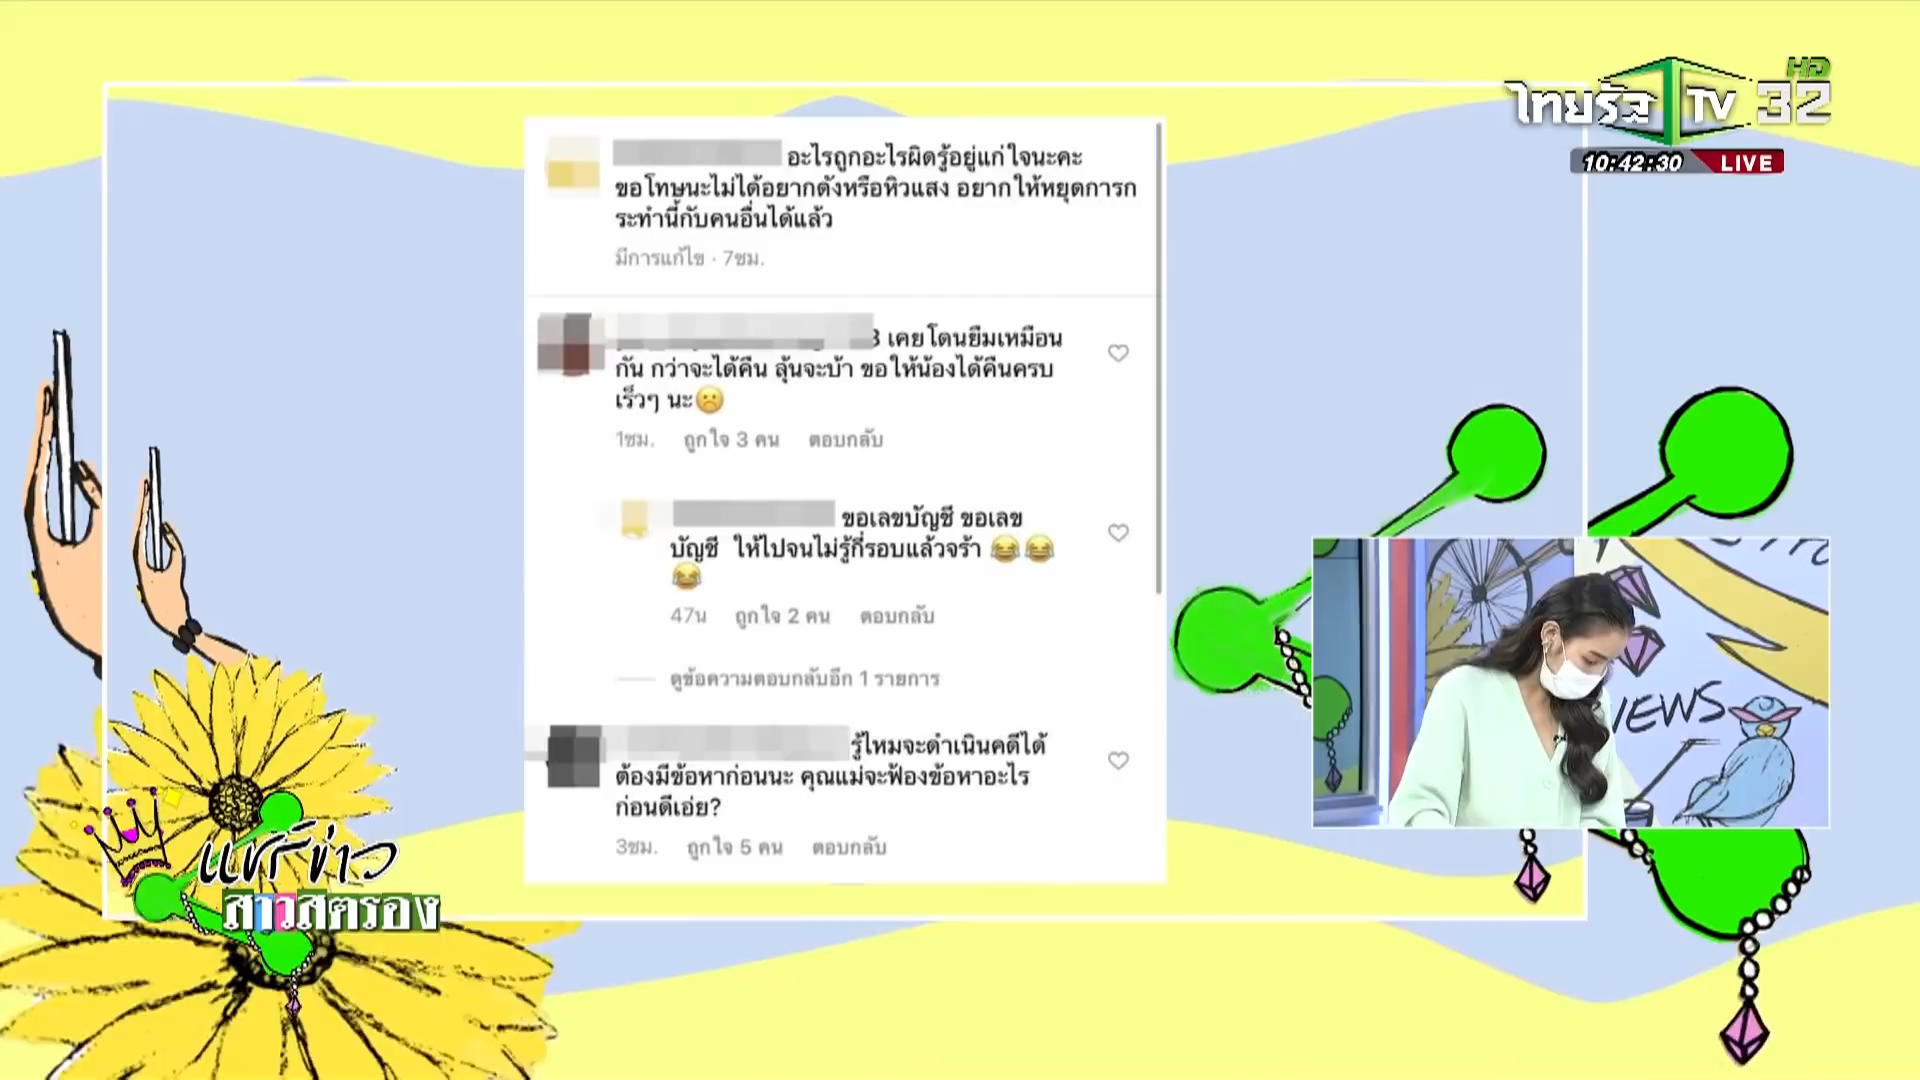 HD
ไทยรัฐ TV 32
10:42:30 LIVE
อะไรถูกอะไรผิดรู้อยู่แก่ใจนะคะ
ขอโทษนะไม่ได้อยากดังหรือหิวแสง อยากให้หยุดการก
ระทำนี้กับคนอื่นได้แล้ว
มีการแก้ไข · 7ชม.
เคยโดนยืมเหมือน
กัน กว่าจะได้คืน ลุ้นจะบ้า ขอให้น้องได้คืนครบ
เร็วๆ นะ☹️
1ชม. ถูกใจ 3 คน ตอบกลับ
ขอเลขบัญชี ขอเลข
บัญชี ให้ไปจนไม่รู้กี่รอบแล้วจร้า 😂😂
😂
47น ถูกใจ 2 คน ตอบกลับ
ดูข้อความตอบกลับอีก 1 รายการ
รู้ไหมจะดำเนินคดีได้
ต้องมีข้อหาก่อนนะ คุณแม่จะฟ้องข้อหาอะไร
ก่อนดีเอ่ย?
3ชม. ถูกใจ 5 คน ตอบกลับ
NEWS
แชร์ข่าว
สาวสตรอง